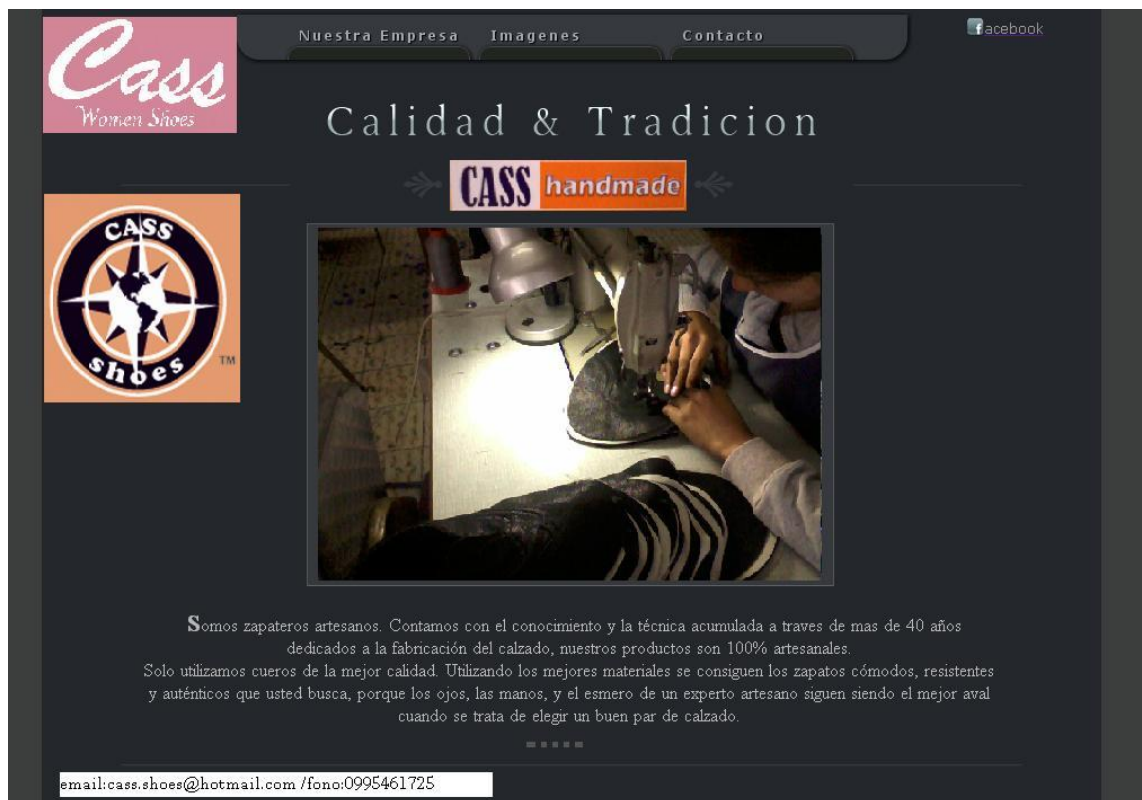 Cass
Women Shoes
Nuestra Empresa
Imagenes
Contacto
facebook
Calidad & Tradicion
CASS handmade
CASS
shoes
TM
Somos zapateros artesanos. Contamos con el conocimiento y la técnica acumulada a traves de mas de 40 años
dedicados a la fabricación del calzado, nuestros productos son 100% artesanales.
Solo utilizamos cueros de la mejor calidad. Utilizando los mejores materiales se consiguen los zapatos cómodos, resistentes
y auténticos que usted busca, porque los ojos, las manos, y el esmero de un experto artesano siguen siendo el mejor aval
cuando se trata de elegir un buen par de calzado.
email:cass.shoes@hotmail.com /fono:0995461725